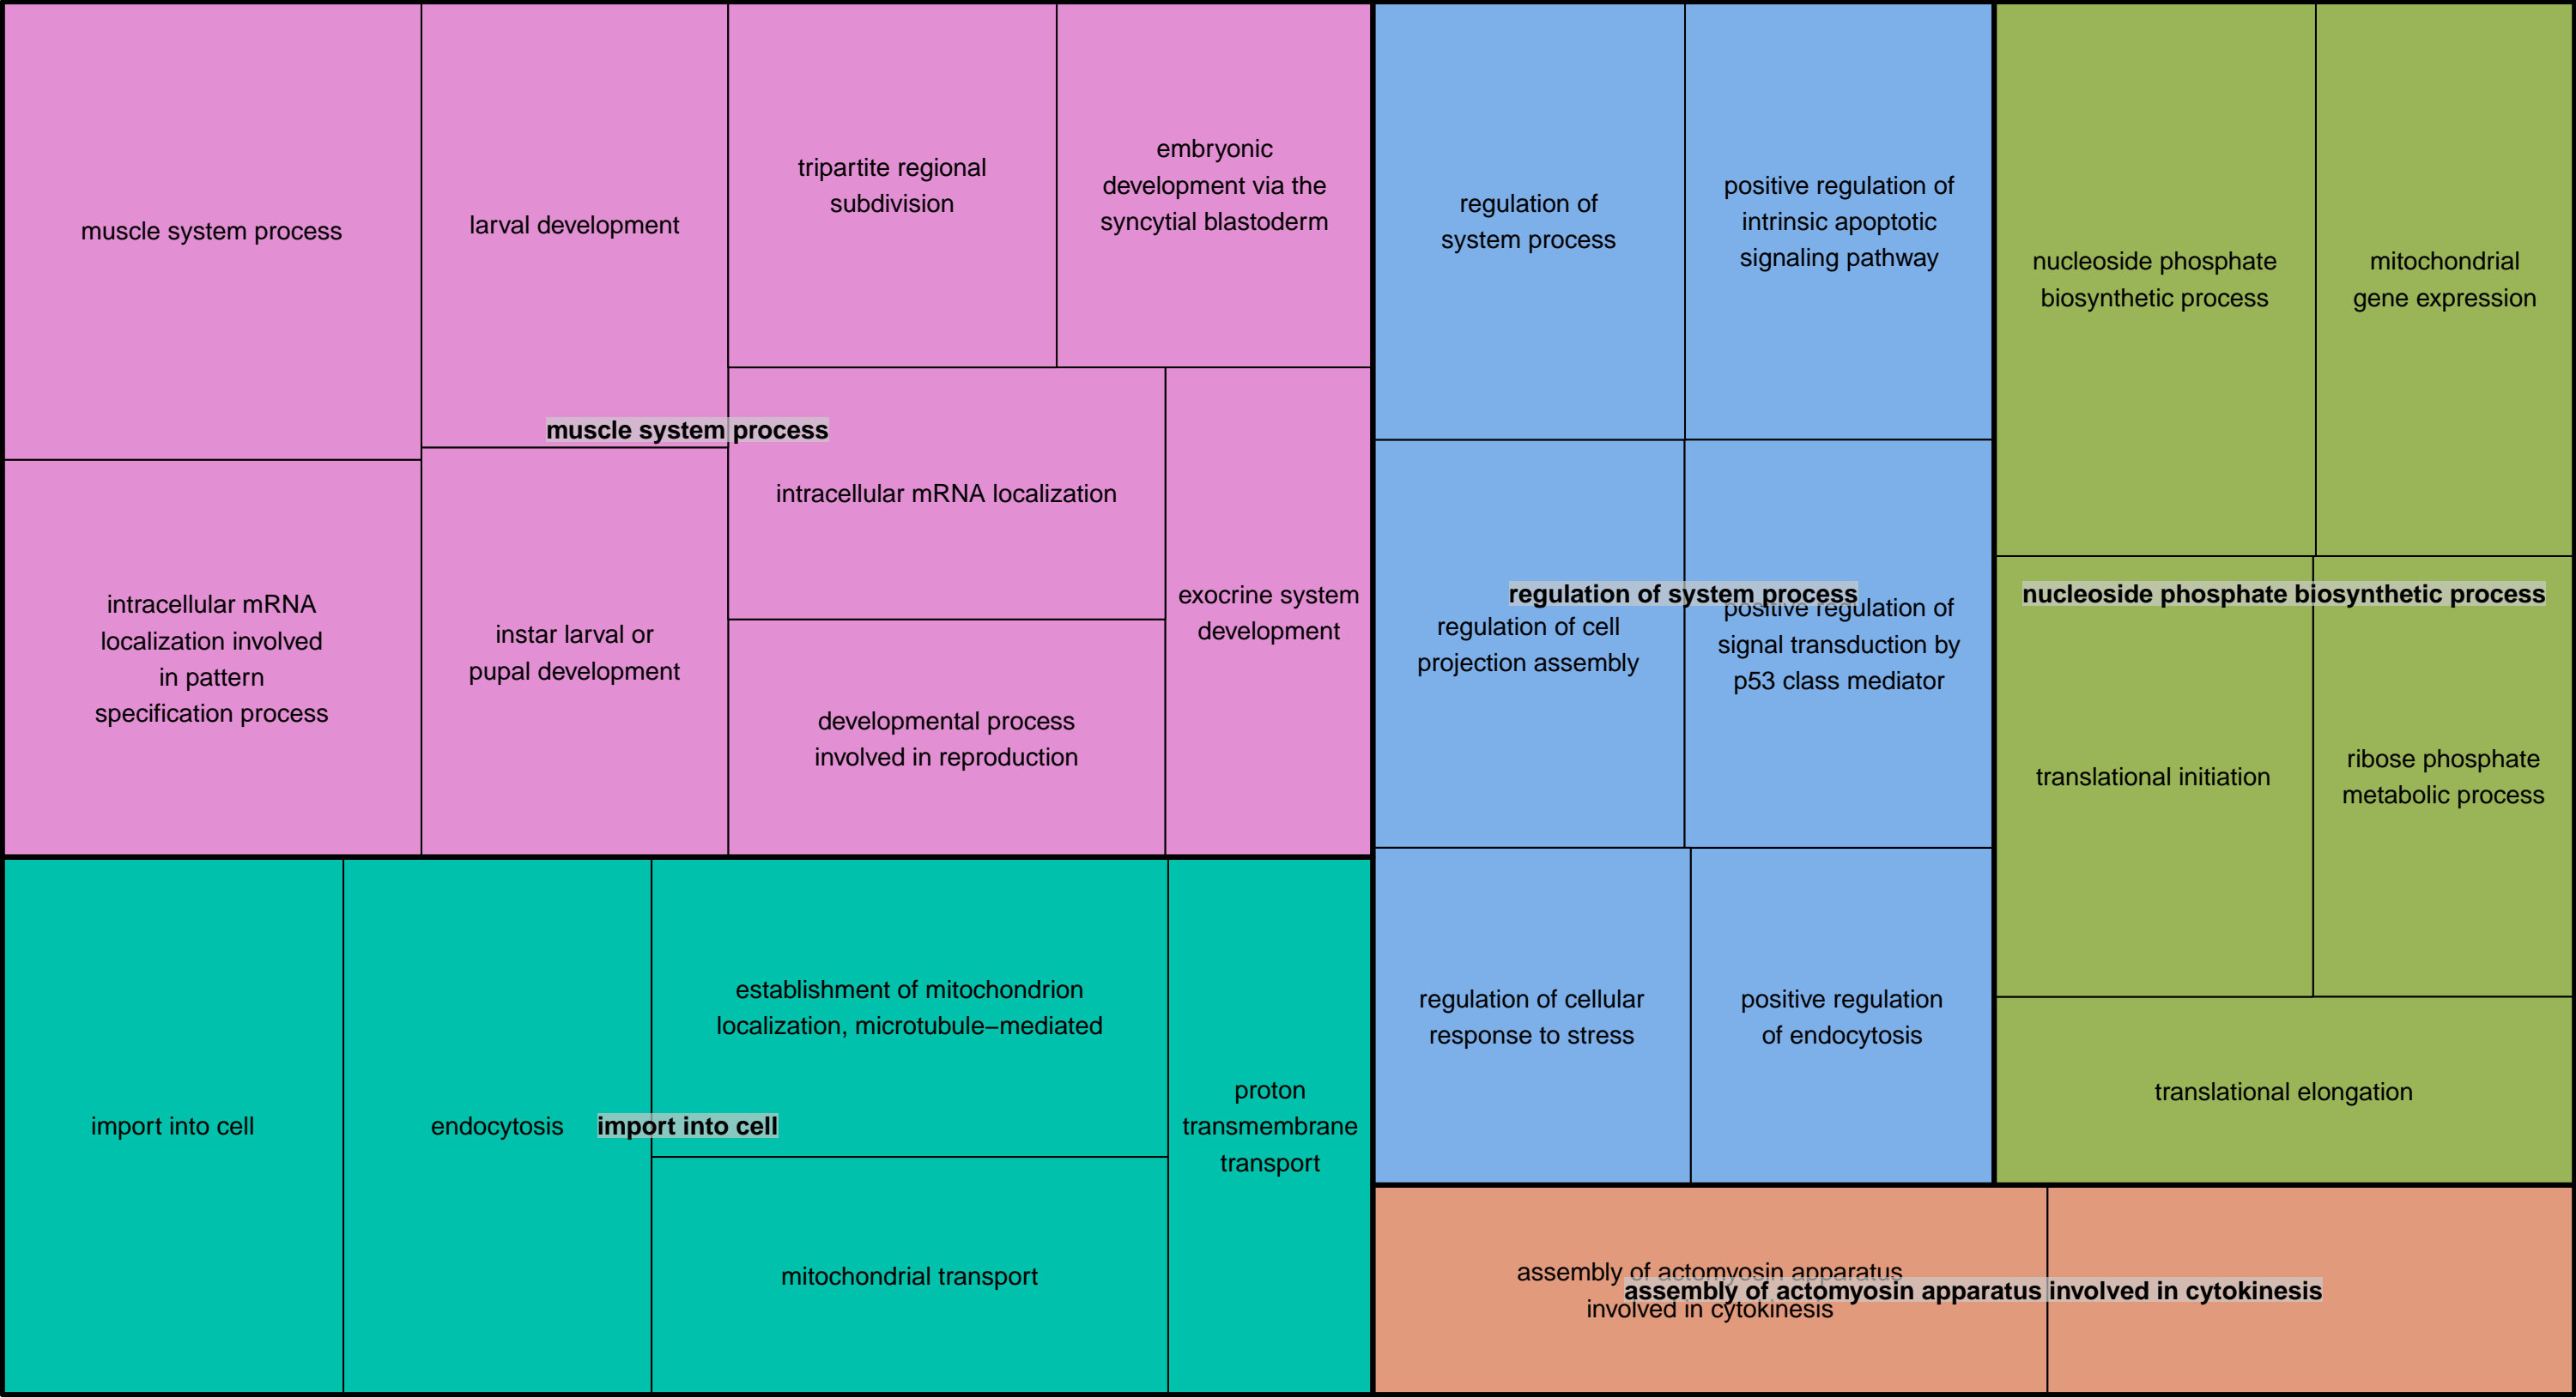 muscle system process
larval development
tripartite regional
subdivision
embryonic
development via the
syncytial blastoderm
muscle system process
intracellular mRNA localization
intracellular mRNA
localization involved
in pattern
specification process
instar larval or
pupal development
exocrine system
development
developmental process
involved in reproduction
import into cell
endocytosis
import into cell
establishment of mitochondrion
localization, microtubule−mediated
mitochondrial transport
proton
transmembrane
transport
regulation of
system process
positive regulation of
intrinsic apoptotic
signaling pathway
regulation of system process
regulation of cell
projection assembly
positive regulation of
signal transduction by
p53 class mediator
regulation of cellular
response to stress
positive regulation
of endocytosis
nucleoside phosphate
biosynthetic process
mitochondrial
gene expression
nucleoside phosphate biosynthetic process
translational initiation
ribose phosphate
metabolic process
translational elongation
assembly of actomyosin apparatus
involved in cytokinesis
assembly of actomyosin apparatus involved in cytokinesis